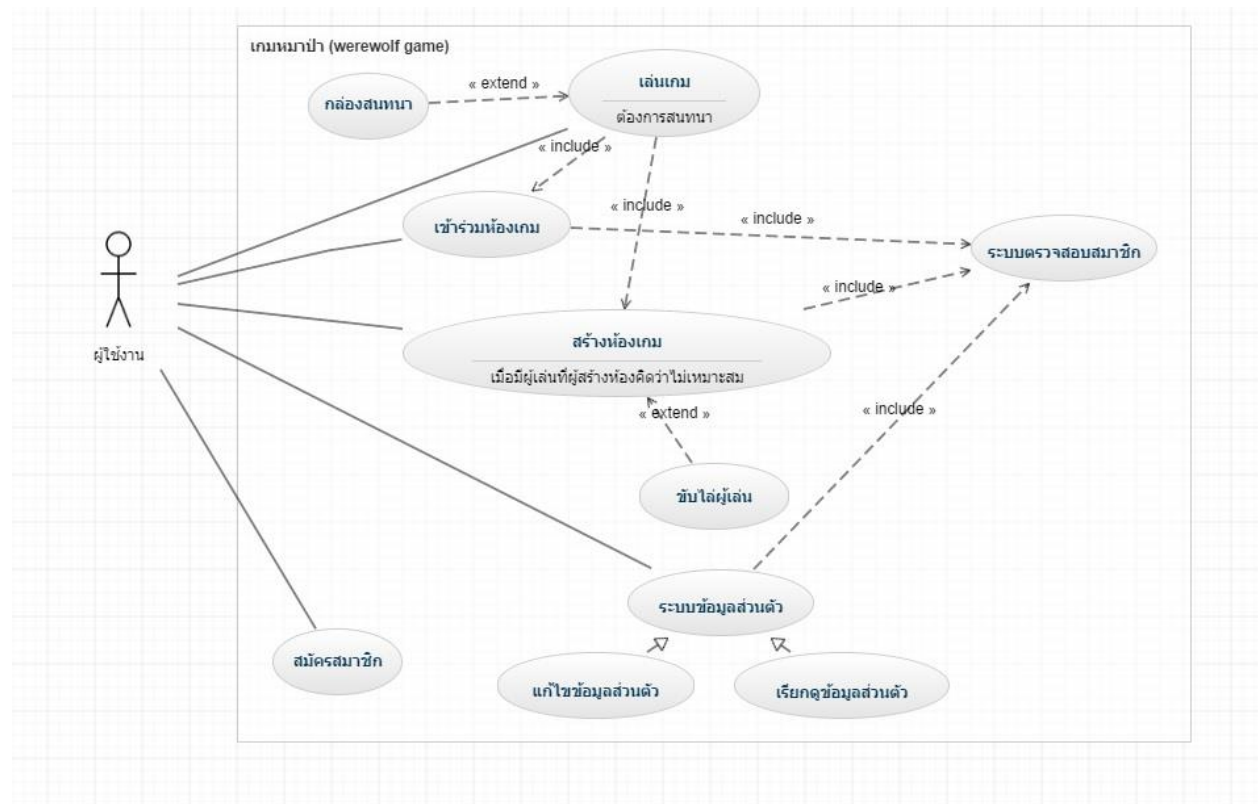 เกมหมาป่า (werewolf game)
เล่นเกม
« extend »
กล่องสนทนา
ต้องการสนทนา
« include »
« include »
« include »
เข้าร่วมห้องเกม
ระบบตรวจสอบสมาชิก
« include »
สร้างห้องเกม
ผู้ใช้งาน
เมื่อมีผู้เล่นที่ผู้สร้างห้องคิดว่าไม่เหมาะสม
« extend »
« include »
ขับไล่ผู้เล่น
ระบบข้อมูลส่วนตัว
สมัครสมาชิก
แก้ไขข้อมูลส่วนตัว
เรียกดูข้อมูลส่วนตัว